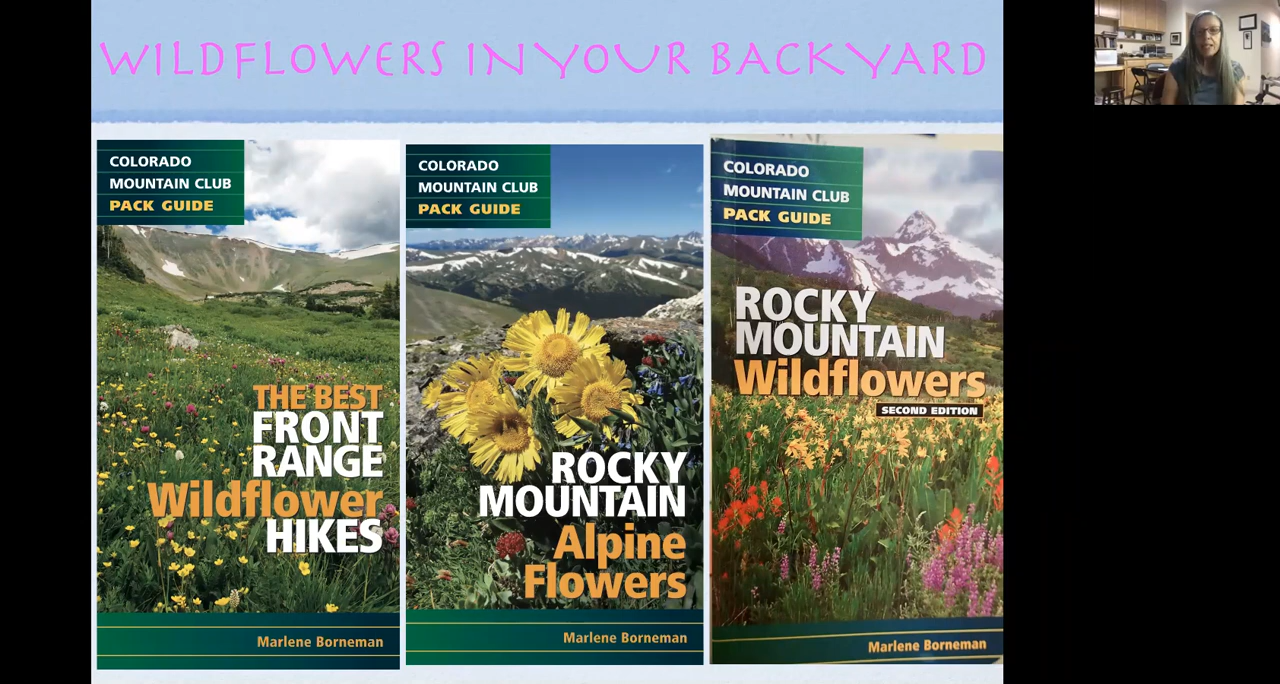 WILDFLOWERS IN YOUR BACKYARD
COLORADO
MOUNTAIN CLUB
PACK GUIDE
THE BEST
FRONT
RANGE
Wildflower
HIKES
Marlene Borneman
COLORADO
MOUNTAIN CLUB
PACK GUIDE
ROCKY
MOUNTAIN
Alpine
Flowers
Marlene Borneman
COLORADO
MOUNTAIN CLUB
PACK GUIDE
ROCKY
MOUNTAIN
Wildflowers
SECOND EDITION
Marlene Borneman